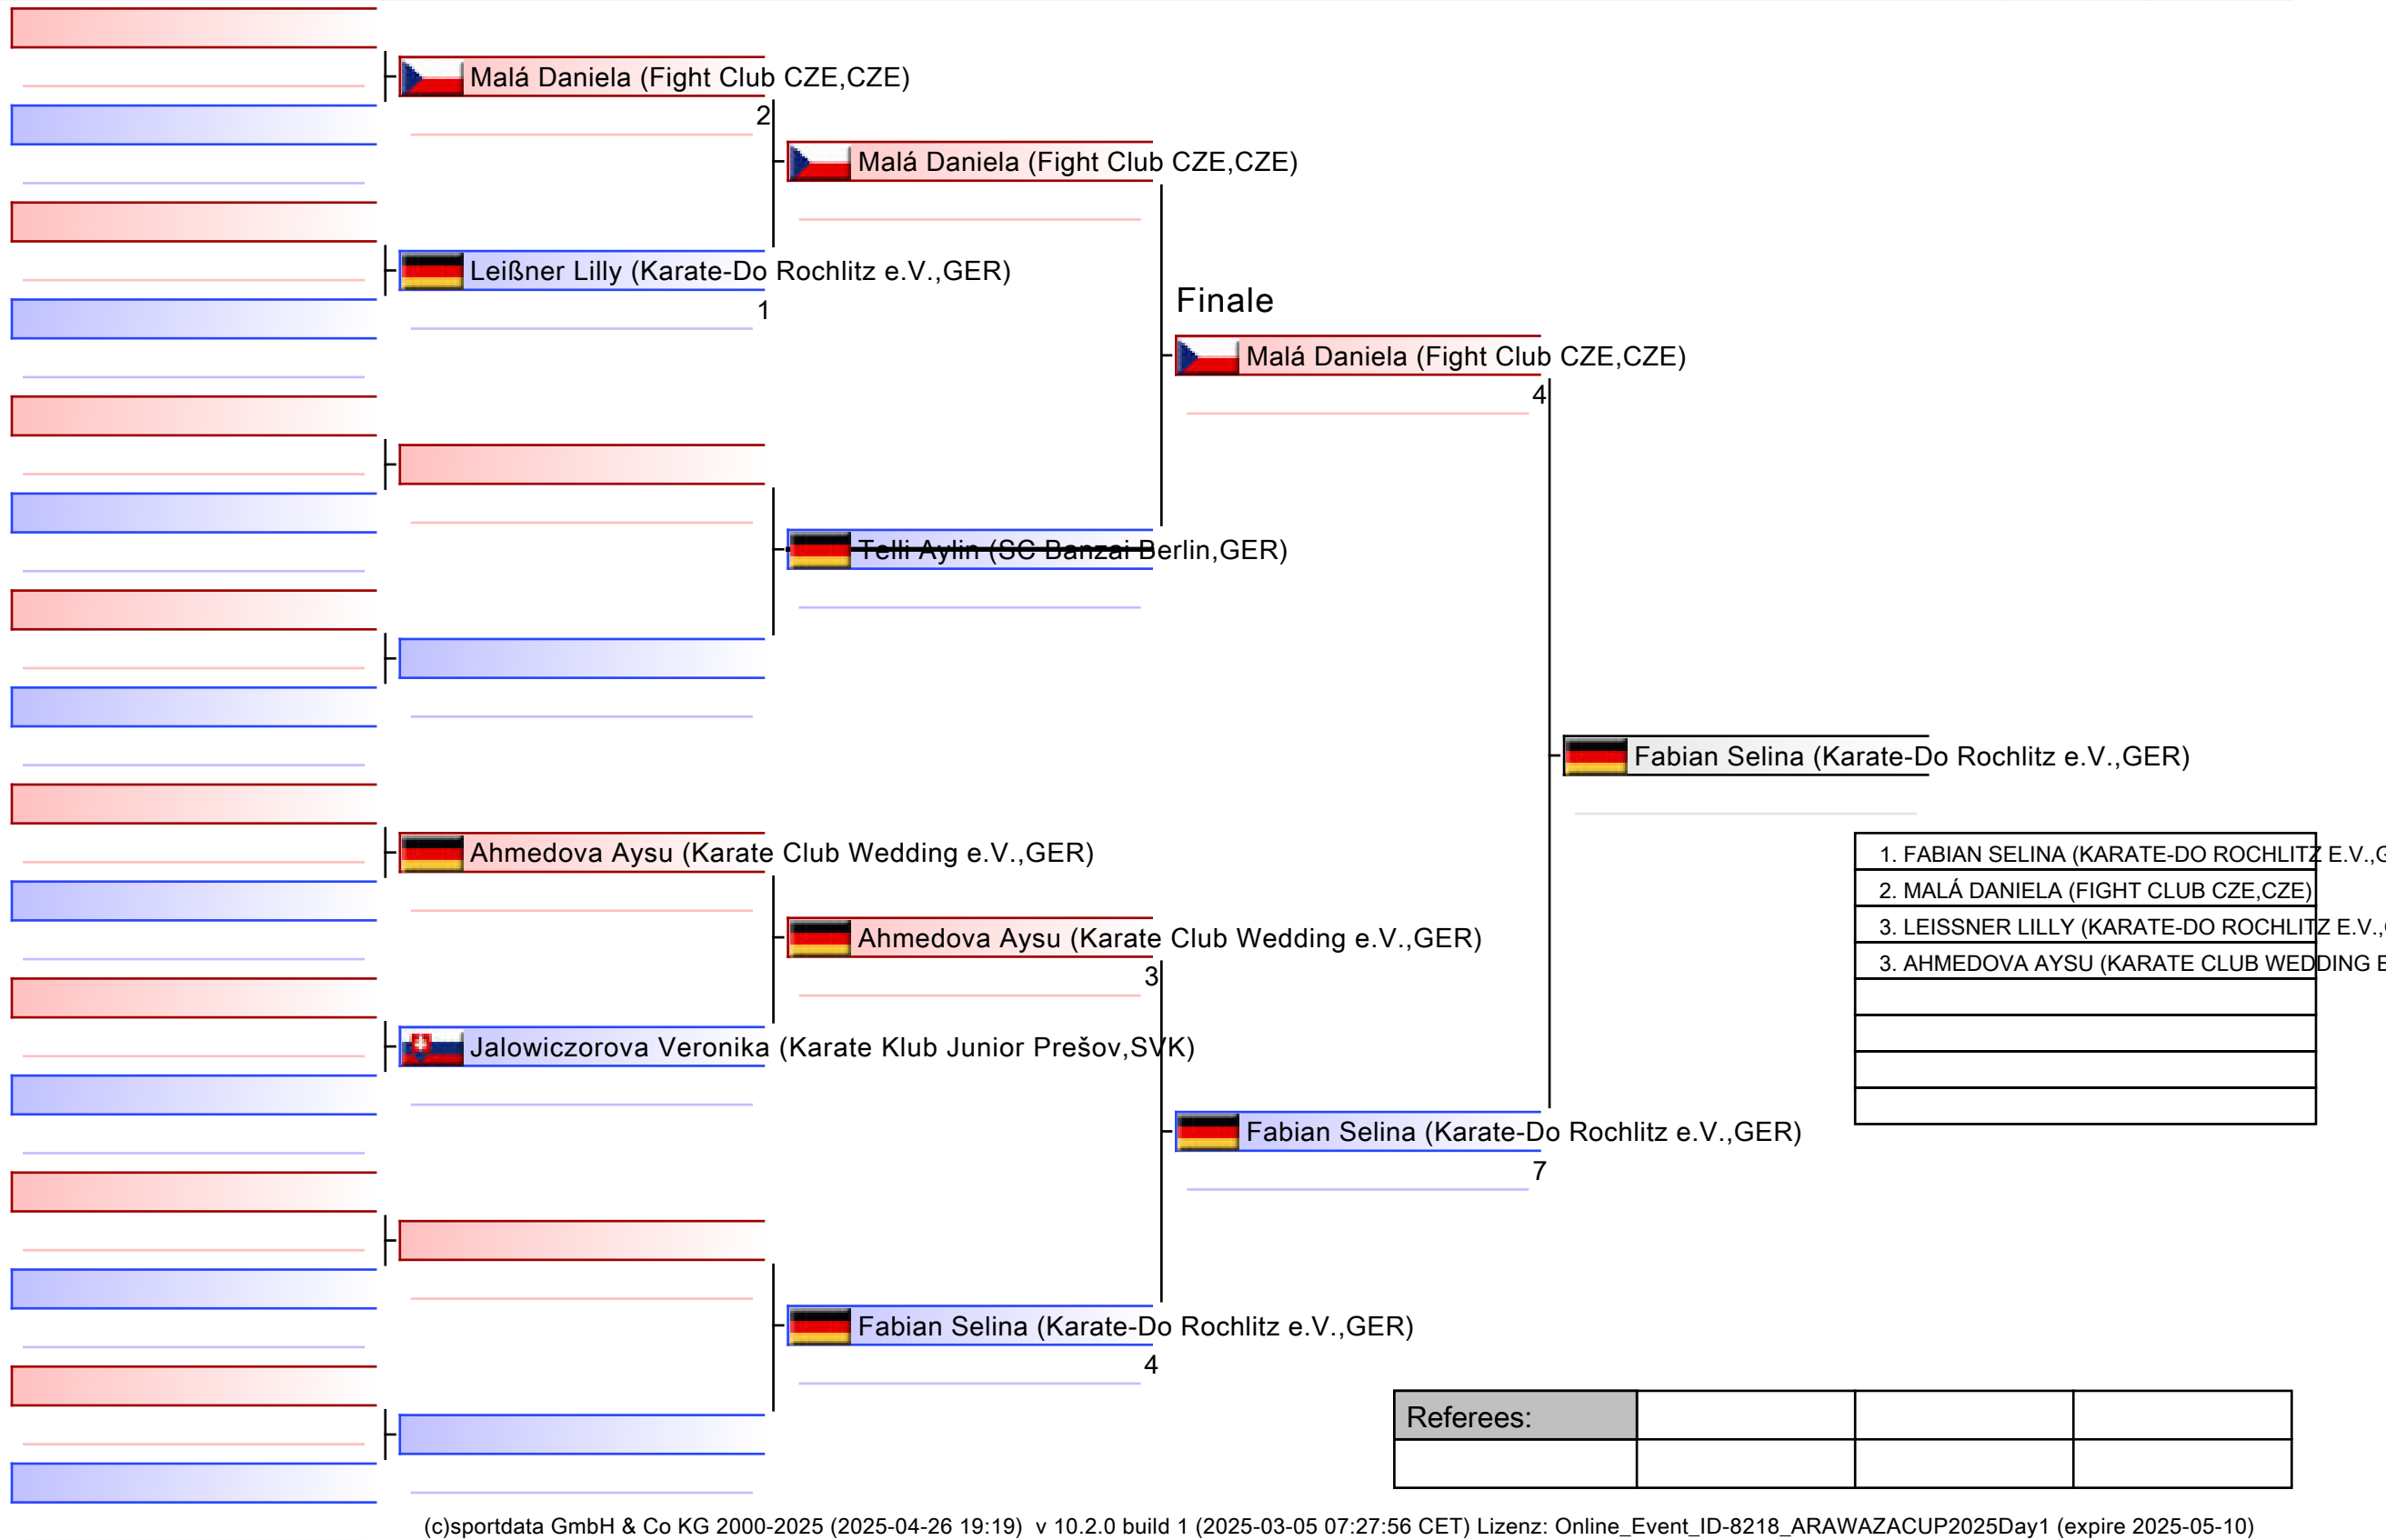 Malá Daniela (Fight Club CZE,CZE)
2
Malá Daniela (Fight Club CZE,CZE)
Leißner Lilly (Karate-Do Rochlitz e.V.,GER)
1
Finale
Malá Daniela (Fight Club CZE,CZE)
4
Telli Aylin (SC Banzai Berlin,GER)
Fabian Selina (Karate-Do Rochlitz e.V.,GER)
Ahmedova Aysu (Karate Club Wedding e.V.,GER)
1. FABIAN SELINA (KARATE-DO ROCHLITZ E.V.,G
2. MALÁ DANIELA (FIGHT CLUB CZE,CZE)
3. LEISSNER LILLY (KARATE-DO ROCHLITZ E.V.,
3. AHMEDOVA AYSU (KARATE CLUB WEDDING E
Ahmedova Aysu (Karate Club Wedding e.V.,GER)
3
Jalowiczorova Veronika (Karate Klub Junior Prešov,SVK)
Fabian Selina (Karate-Do Rochlitz e.V.,GER)
7
Fabian Selina (Karate-Do Rochlitz e.V.,GER)
4
Referees:
(c)sportdata GmbH & Co KG 2000-2025 (2025-04-26 19:19) v 10.2.0 build 1 (2025-03-05 07:27:56 CET) Lizenz: Online_Event_ID-8218_ARAWAZACUP2025Day1 (expire 2025-05-10)